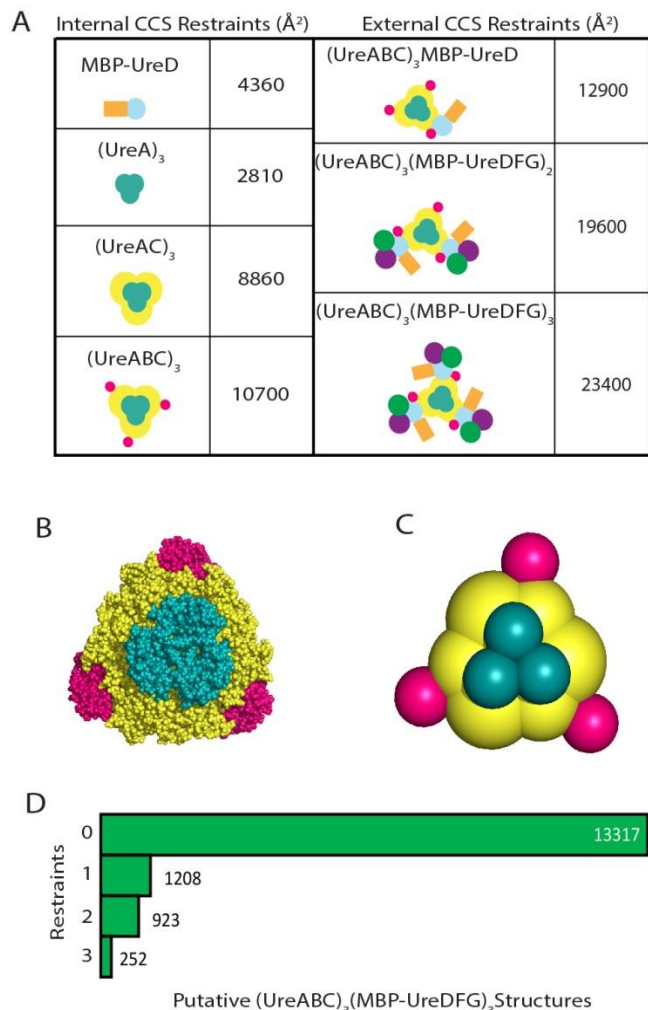 A
Internal CCS Restraints (Å²)
External CCS Restraints (Å²)
MBP-UreD
4360
(UreA)₃
2810
(UreAC)₃
8860
(UreABC)₃
10700
(UreABC)₃MBP-UreD
12900
(UreABC)₃(MBP-UreDFG)₂
19600
(UreABC)₃(MBP-UreDFG)₃
23400
B
C
D
Restraints
0
13317
1
1208
2
923
3
252
Putative (UreABC)₃(MBP-UreDFG)₃Structures